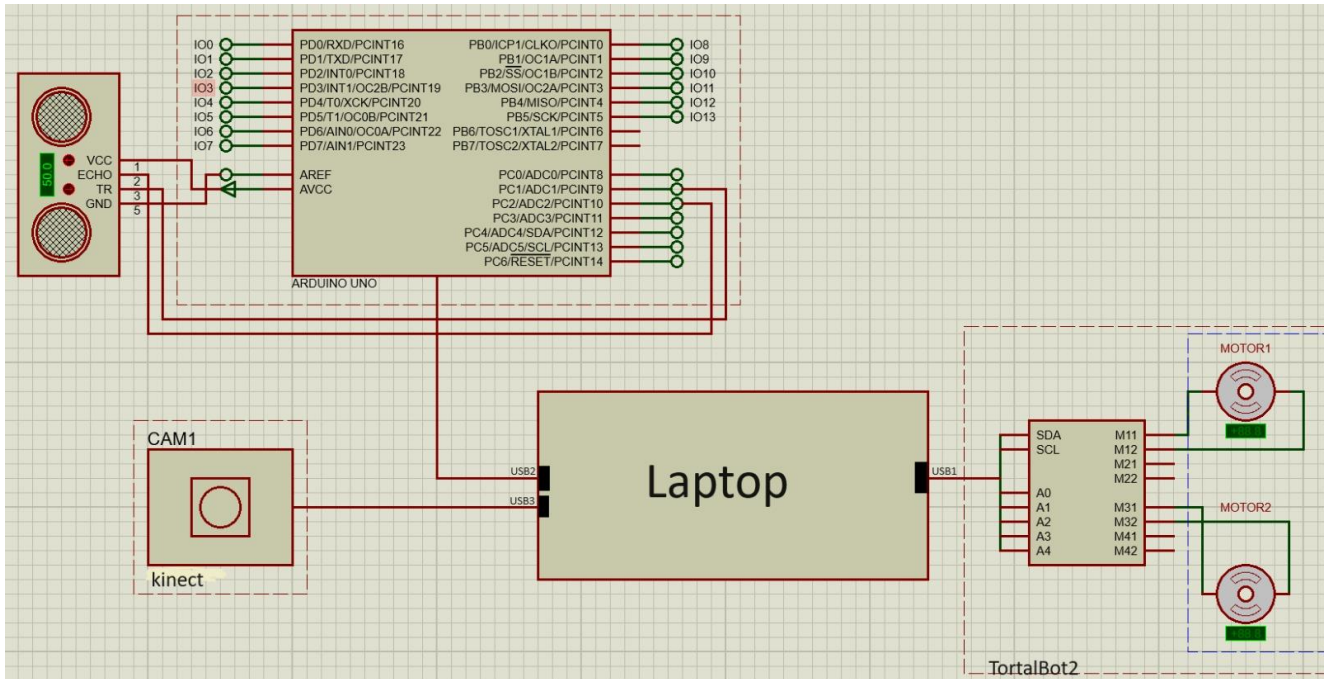 IO0 PD0/RXD/PCINT16 PB0/ICP1/CLKO/PCINT0 IO8
IO1 PD1/TXD/PCINT17 PB1/OC1A/PCINT1 IO9
IO2 PD2/INT0/PCINT18 PB2/SS/OC1B/PCINT2 IO10
IO3 PD3/INT1/OC2B/PCINT19 PB3/MOSI/OC2A/PCINT3 IO11
IO4 PD4/T0/XCK/PCINT20 PB4/MISO/PCINT4 IO12
IO5 PD5/T1/OC0B/PCINT21 PB5/SCK/PCINT5 IO13
IO6 PD6/AIN0/OC0A/PCINT22 PB6/TOSC1/XTAL1/PCINT6
IO7 PD7/AIN1/PCINT23 PB7/TOSC2/XTAL2/PCINT7
AREF PC0/ADC0/PCINT8
AVCC PC1/ADC1/PCINT9
PC2/ADC2/PCINT10
PC3/ADC3/PCINT11
PC4/ADC4/SDA/PCINT12
PC5/ADC5/SCL/PCINT13
PC6/RESET/PCINT14
ARDUINO UNO
50.0
VCC 1
ECHO 2
TR 3
GND 5
CAM1
kinect
USB2
USB3
Laptop
USB1
SDA M11
SCL M12
M21
M22
A0
A1 M31
A2 M32
A3 M41
A4 M42
MOTOR1
MOTOR2
TortalBot2